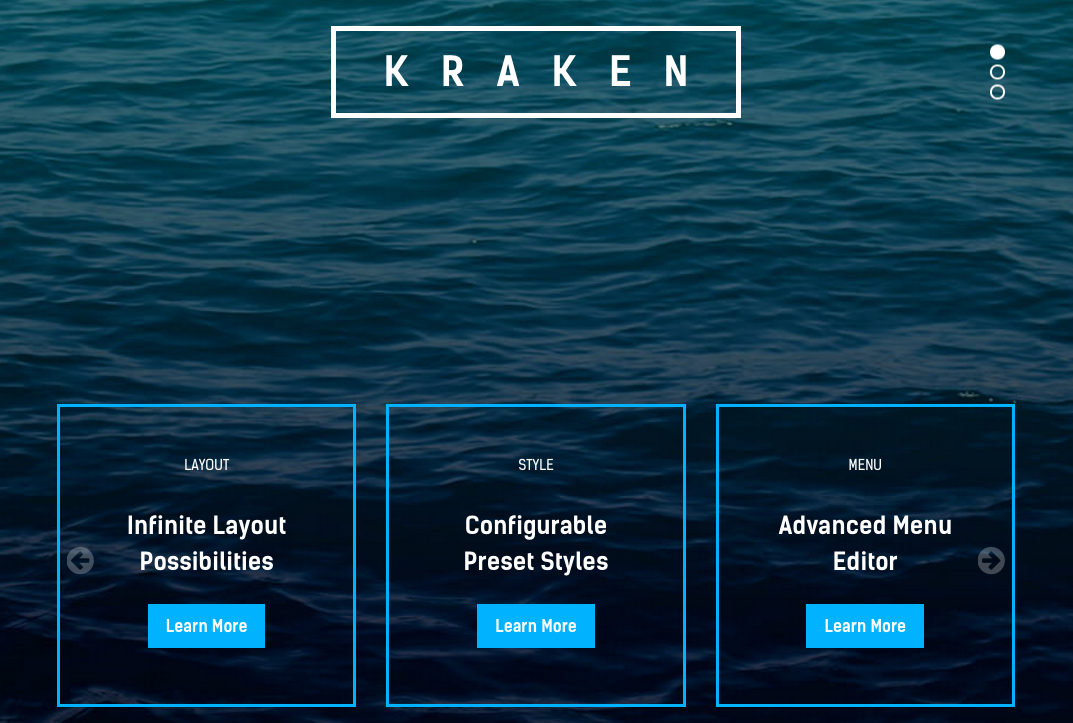 KRAKEN
LAYOUT
Infinite Layout
Possibilities
Learn More
STYLE
Configurable
Preset Styles
Learn More
MENU
Advanced Menu
Editor
Learn More